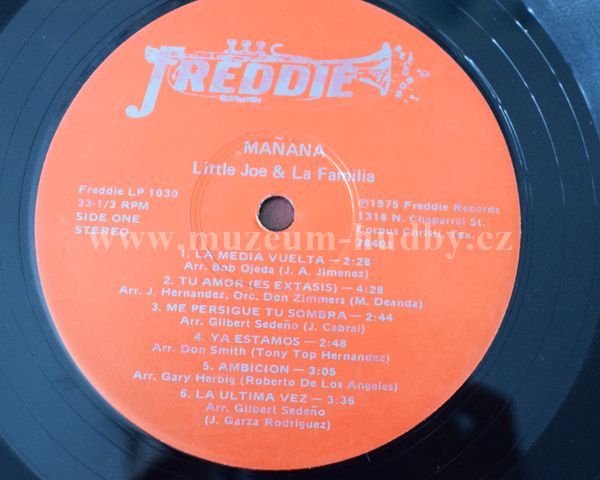 FREDDIE
Records
MAÑANA
Little Joe & La Familia
Freddie LP 1030
33-1/3 RPM
SIDE ONE
STEREO
℗1975 Freddie Records
1316 N. Chaparral St.
Corpus Christi, Tex.
78401
www.muzeum-hudby.cz
1. LA MEDIA VUELTA — 2:28
Arr. Bob Ojeda (J. A. Jimenez)
2. TU AMOR (ES EXTASIS) — 4:28
Arr. J. Hernandez, Orc. Don Zimmers (M. Deanda)
3. ME PERSIGUE TU SOMBRA — 2:44
Arr. Gilbert Sedeño (J. Cabral)
4. YA ESTAMOS — 2:48
Arr. Don Smith (Tony Top Hernandez)
5. AMBICION — 3:05
Arr. Gary Herbig (Roberto De Los Angeles)
6. LA ULTIMA VEZ — 3:36
Arr. Gilbert Sedeño
(J. Garza Rodriguez)